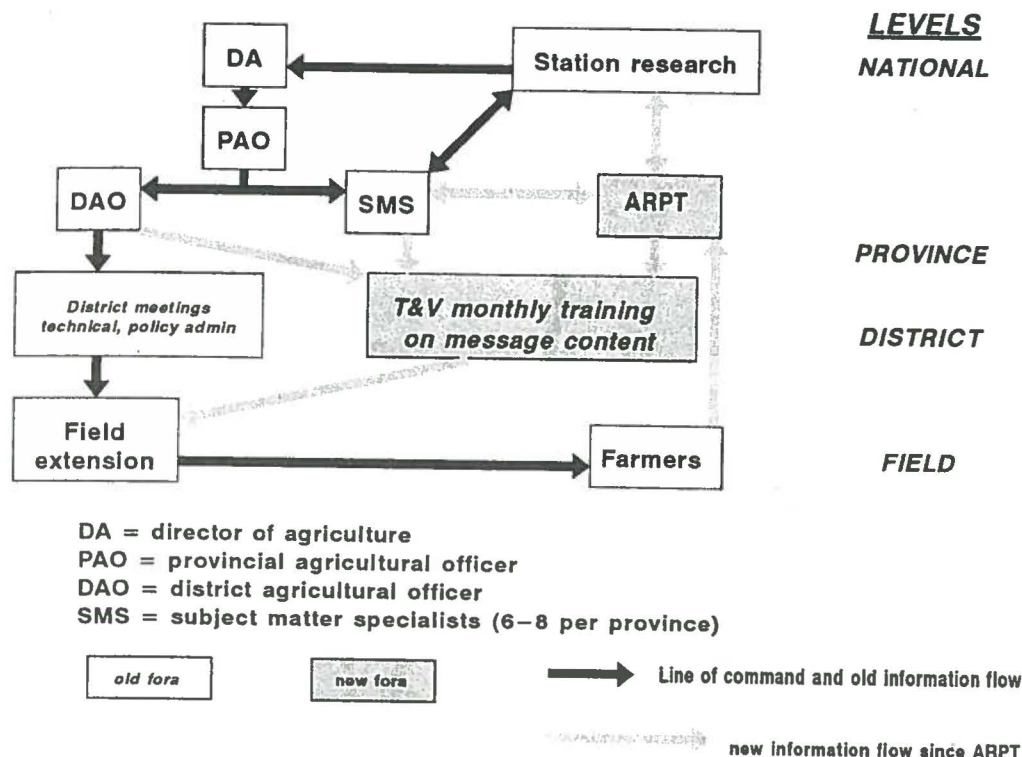 LEVELS
DA
Station research
NATIONAL
PAO
DAO
SMS
ARPT
PROVINCE
District meetings
technical, policy admin
T&V monthly training
on message content
DISTRICT
Field
extension
Farmers
FIELD
DA = director of agriculture
PAO = provincial agricultural officer
DAO = district agricultural officer
SMS = subject matter specialists (6–8 per province)
old fora
new fora
Line of command and old information flow
new information flow since ARPT